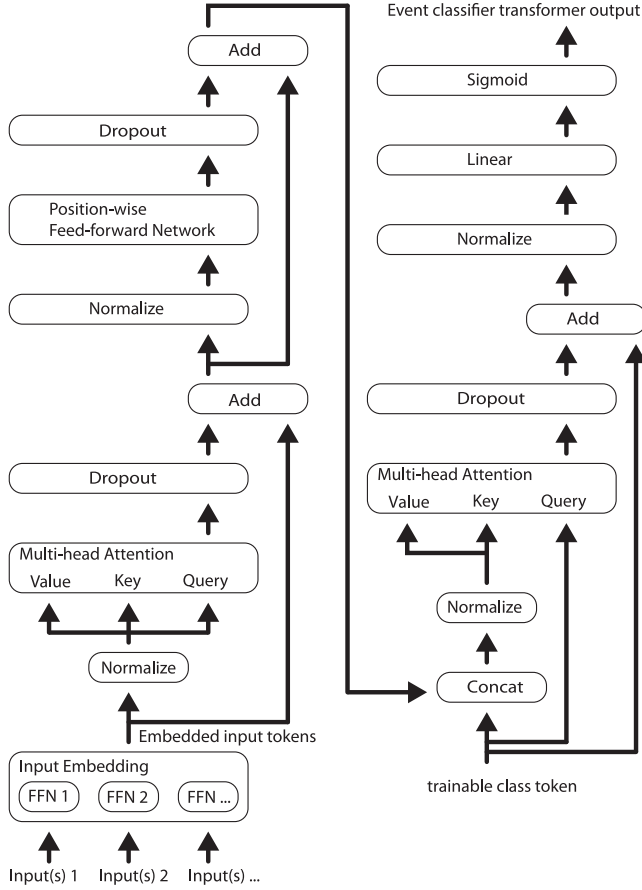 Event classifier transformer output
Add
Sigmoid
Dropout
Linear
Position-wise
Feed-forward Network
Normalize
Normalize
Add
Add
Dropout
Dropout
Multi-head Attention
Value Key Query
Multi-head Attention
Value Key Query
Normalize
Normalize
Concat
Embedded input tokens
Input Embedding
FFN 1 FFN 2 FFN ...
trainable class token
Input(s) 1 Input(s) 2 Input(s) ...